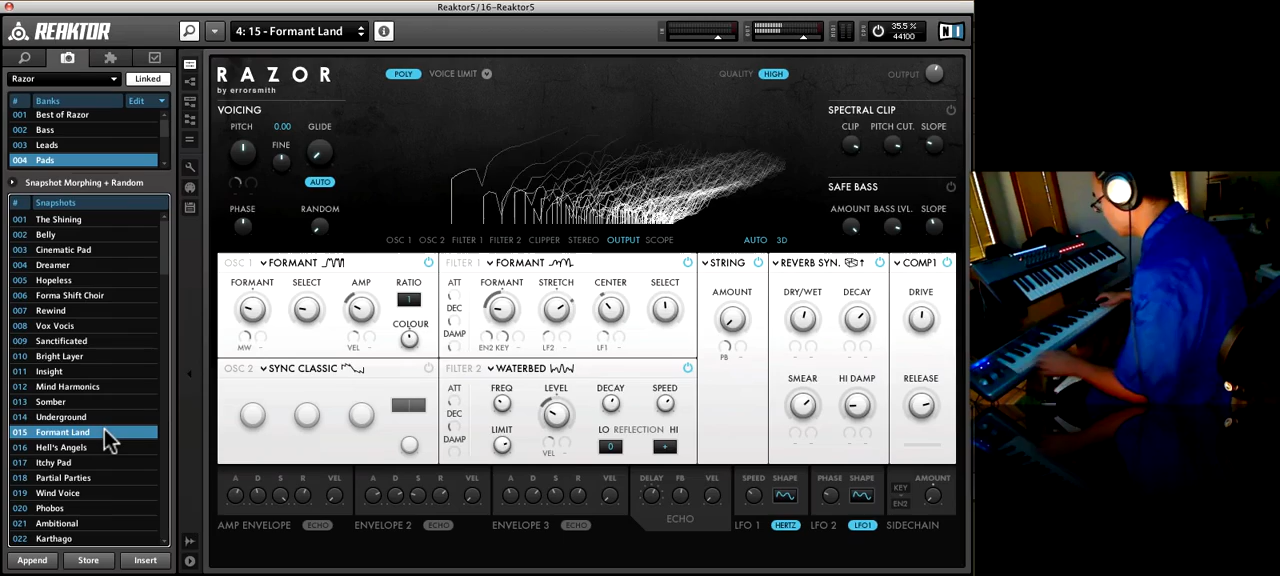 Reaktor5/16-Reaktor5
REAKTOR
4: 15 - Formant Land
35.5 %
44100
Razor
Linked
# Banks Edit
001 Best of Razor
002 Bass
003 Leads
004 Pads
Snapshot Morphing + Random
# Snapshots
001 The Shining
002 Belly
003 Cinematic Pad
004 Dreamer
005 Hopeless
006 Forma Shift Choir
007 Rewind
008 Vox Vocis
009 Sanctificated
010 Bright Layer
011 Insight
012 Mind Harmonics
013 Somber
014 Underground
015 Formant Land
016 Hell's Angels
017 Itchy Pad
018 Partial Parties
019 Wind Voice
020 Phobos
021 Ambitional
022 Karthago
Append Store Insert
RAZOR
by errorsmith
POLY VOICE LIMIT QUALITY HIGH OUTPUT
VOICING
PITCH 0.00 GLIDE
FINE
AUTO
PHASE RANDOM
SPECTRAL CLIP
CLIP PITCH CUT. SLOPE
SAFE BASS
AMOUNT BASS LVL. SLOPE
OSC 1 OSC 2 FILTER 1 FILTER 2 CLIPPER STEREO OUTPUT SCOPE AUTO 3D
OSC 1 FORMANT
FORMANT SELECT AMP RATIO
1
COLOUR
MW - VEL -
OSC 2 SYNC CLASSIC
FILTER 1 FORMANT
ATT FORMANT STRETCH CENTER SELECT
DEC
DAMP
EN2 KEY LF2 - LF1 -
FILTER 2 WATERBED
ATT FREQ LEVEL DECAY SPEED
DEC
DAMP LIMIT
LO REFLECTION HI
0 +
VEL -
STRING
AMOUNT
PB -
REVERB SYN.
DRY/WET DECAY
SMEAR HI DAMP
COMP1
DRIVE
RELEASE
A D S R VEL
AMP ENVELOPE ECHO
A D S R VEL
ENVELOPE 2 ECHO
A D S R VEL
ENVELOPE 3 ECHO
DELAY FB VEL
ECHO
SPEED SHAPE
LFO 1 HERTZ
PHASE SHAPE
LFO 2 LFO1
KEY AMOUNT
EN2
SIDECHAIN